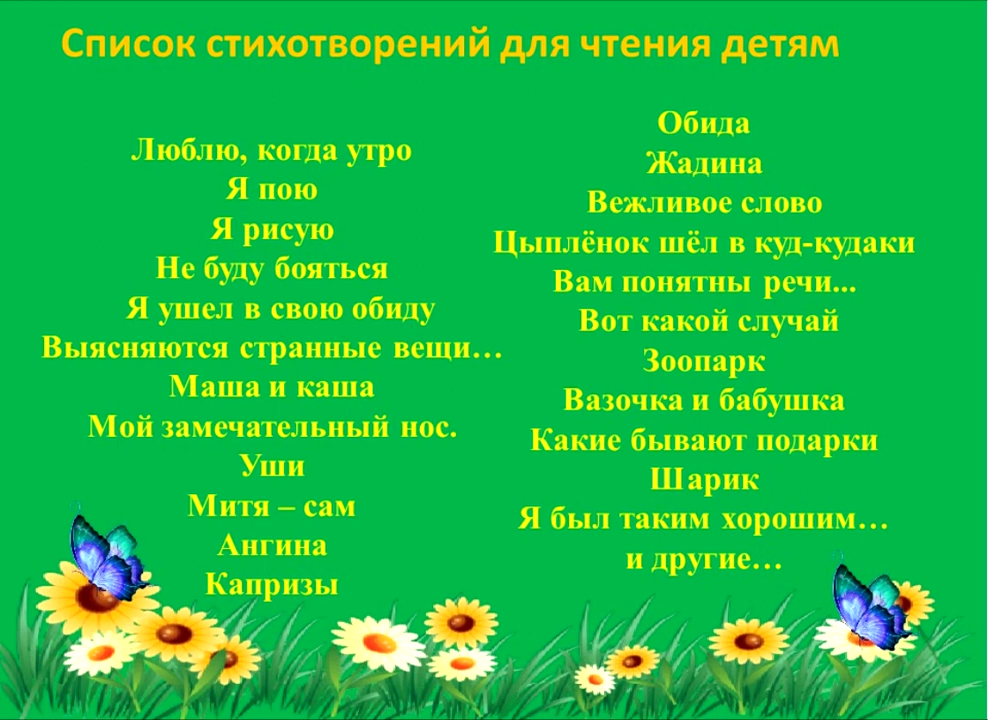 Список стихотворений для чтения детям
Люблю, когда утро
Я пою
Я рисую
Не буду бояться
Я ушел в свою обиду
Выясняются странные вещи…
Маша и каша
Мой замечательный нос.
Уши
Митя – сам
Ангина
Капризы
Обида
Жадина
Вежливое слово
Цыплёнок шёл в куд-кудаки
Вам понятны речи...
Вот какой случай
Зоопарк
Вазочка и бабушка
Какие бывают подарки
Шарик
Я был таким хорошим…
и другие…